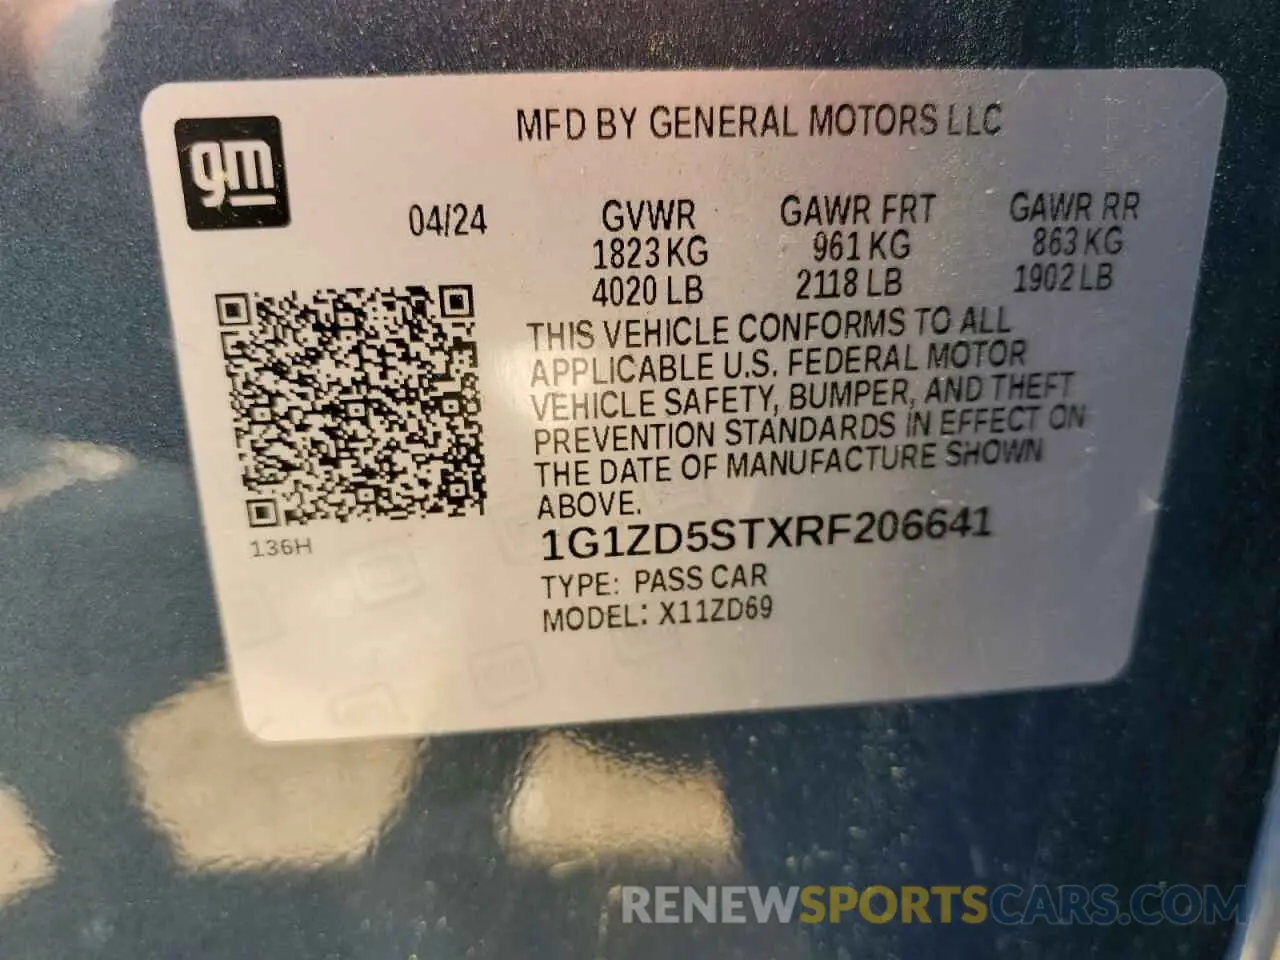 MFD BY GENERAL MOTORS LLC
gm
04/24
GVWR GAWR FRT GAWR RR
1823 KG 961 KG 863 KG
4020 LB 2118 LB 1902 LB
THIS VEHICLE CONFORMS TO ALL
APPLICABLE U.S. FEDERAL MOTOR
VEHICLE SAFETY, BUMPER, AND THEFT
PREVENTION STANDARDS IN EFFECT ON
THE DATE OF MANUFACTURE SHOWN
ABOVE.
136H
1G1ZD5STXRF206641
TYPE: PASS CAR
MODEL: X11ZD69
RENEWSPORTSCARS.COM